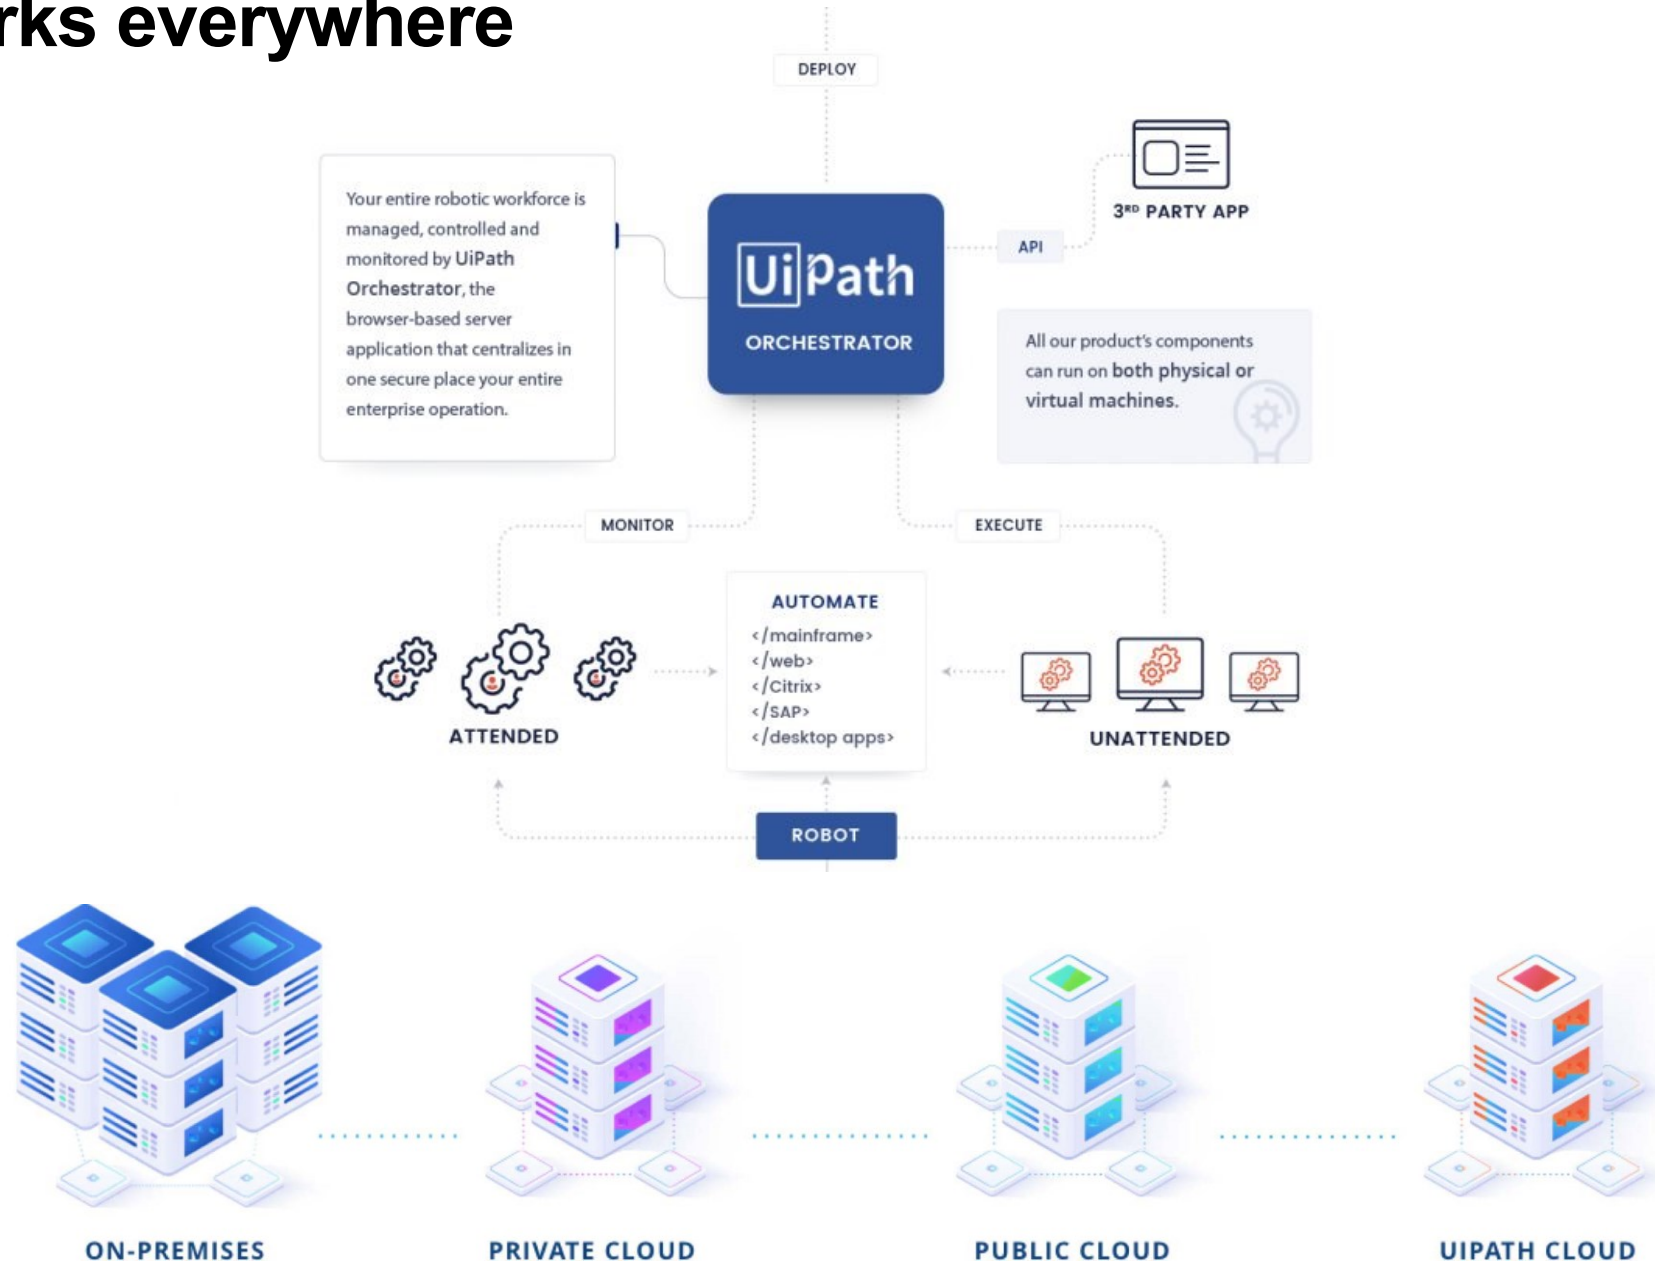 rks everywhere
DEPLOY
Your entire robotic workforce is
managed, controlled and
monitored by UiPath
Orchestrator, the
browser-based server
application that centralizes in
one secure place your entire
enterprise operation.
UiPath
ORCHESTRATOR
3RD PARTY APP
API
All our product's components
can run on both physical or
virtual machines.
MONITOR
EXECUTE
AUTOMATE
</mainframe>
</web>
</Citrix>
</SAP>
</desktop apps>
ATTENDED
UNATTENDED
ROBOT
ON-PREMISES
PRIVATE CLOUD
PUBLIC CLOUD
UIPATH CLOUD